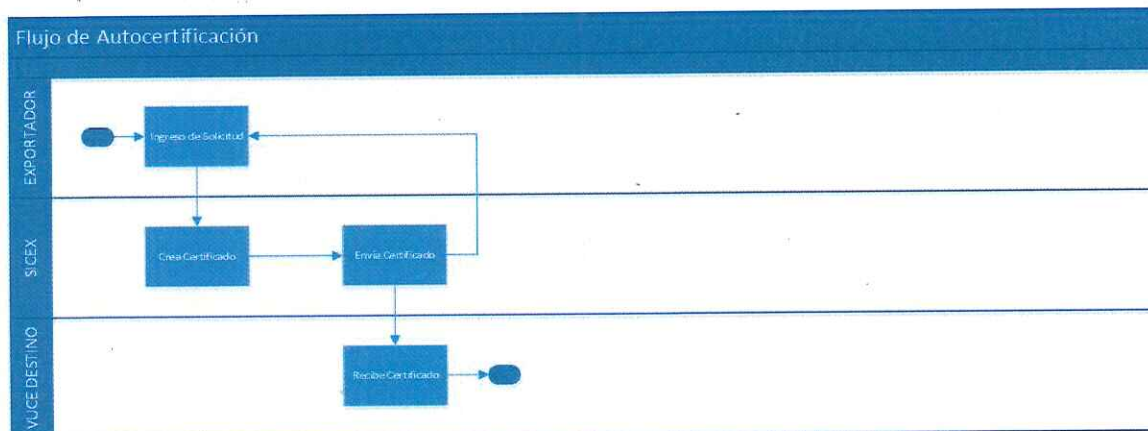 Flujo de Autocertificación
EXPORTADOR
Ingreso de Solicitud
SICEX
Crea Certificado
Envía Certificado
VUCE DESTINO
Recibe Certificado